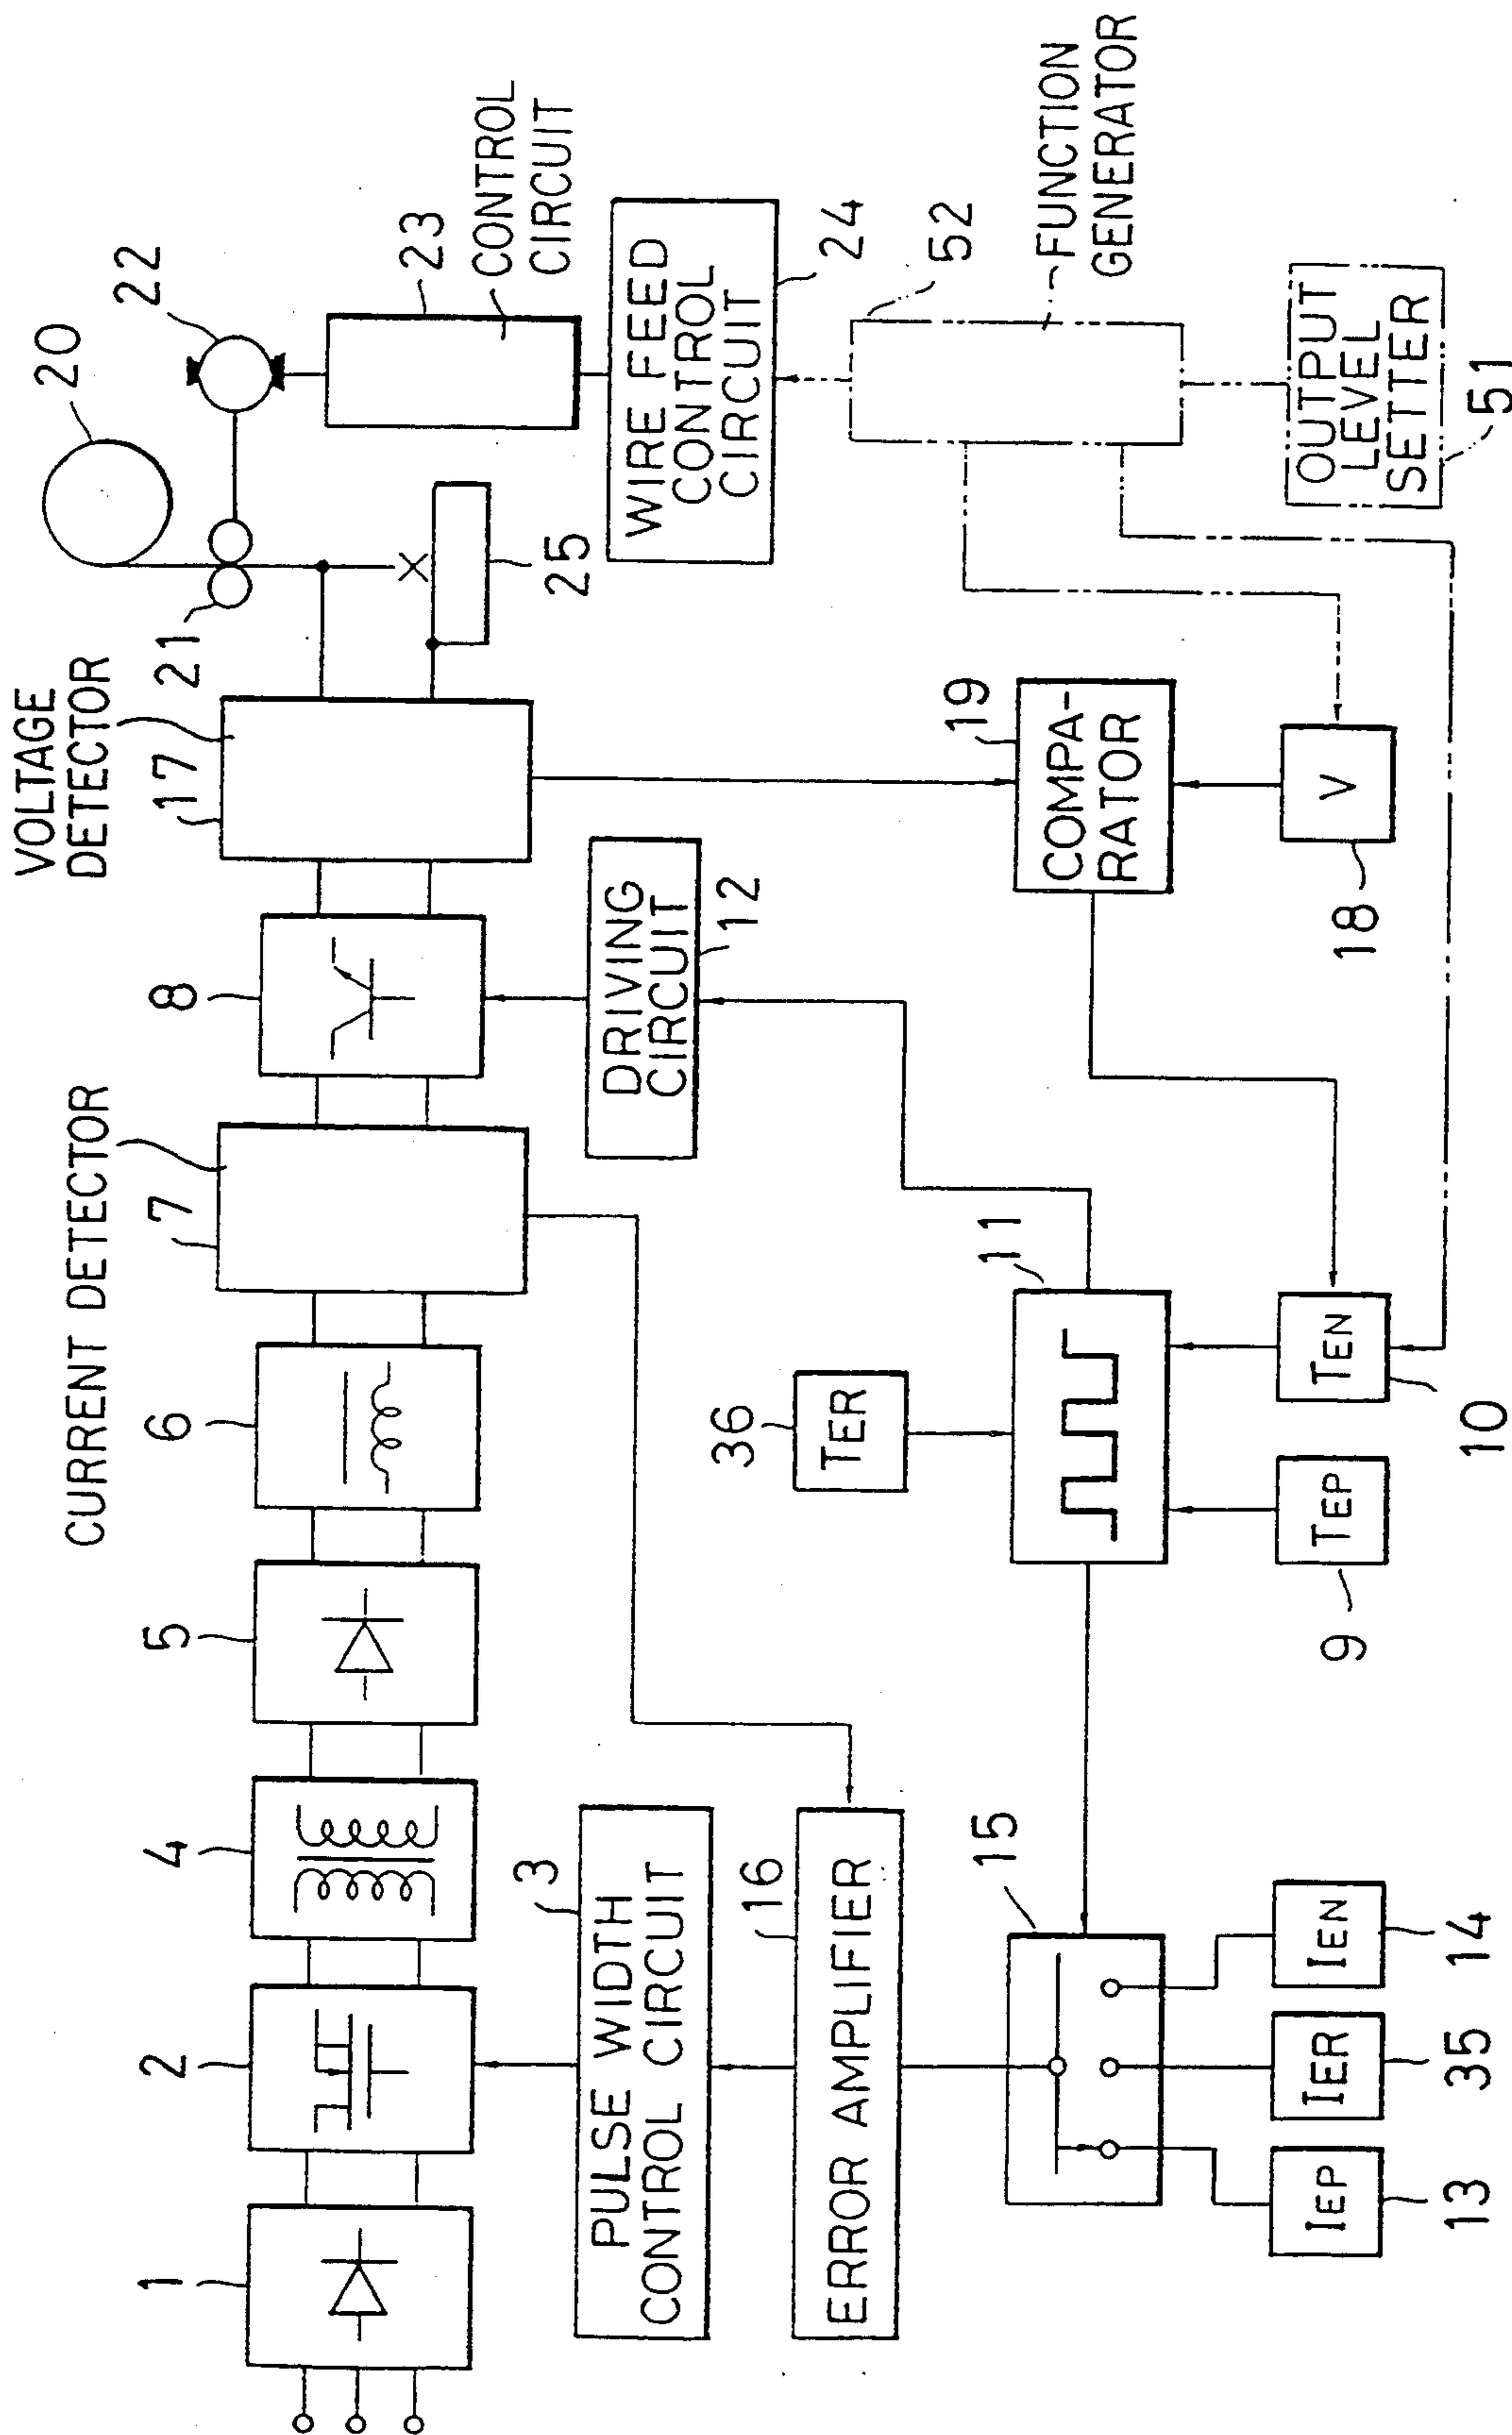 VOLTAGE
DETECTOR
CURRENT DETECTOR
1
2
4
5
6
7
8
17
21
20
22
23
CONTROL
CIRCUIT
25
3
PULSE WIDTH
CONTROL CIRCUIT
DRIVING
CIRCUIT
12
WIRE FEED
CONTROL
CIRCUIT
24
16
ERROR AMPLIFIER
36
TER
11
19
COMPA-
RATOR
52
FUNCTION
GENERATOR
15
IEP
13
IER
35
IEN
14
TEP
9
TEN
10
V
18
OUTPUT
LEVEL
SETTER
51